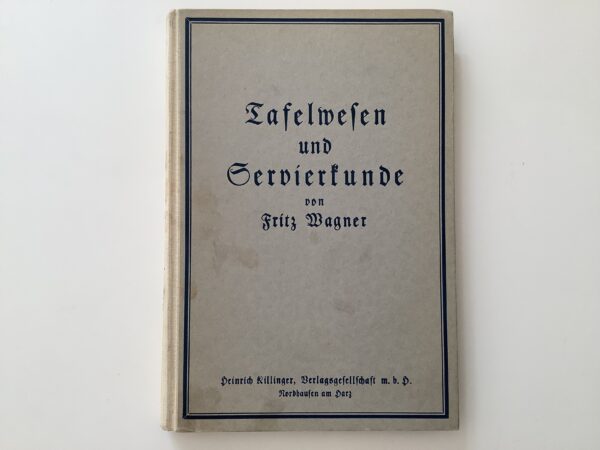 Tafelweſen
und
Servierkunde
von
Fritz Wagner
Heinrich Killinger, Verlagsgeſellſchaft m. b. H.
Nordhauſen am Harz